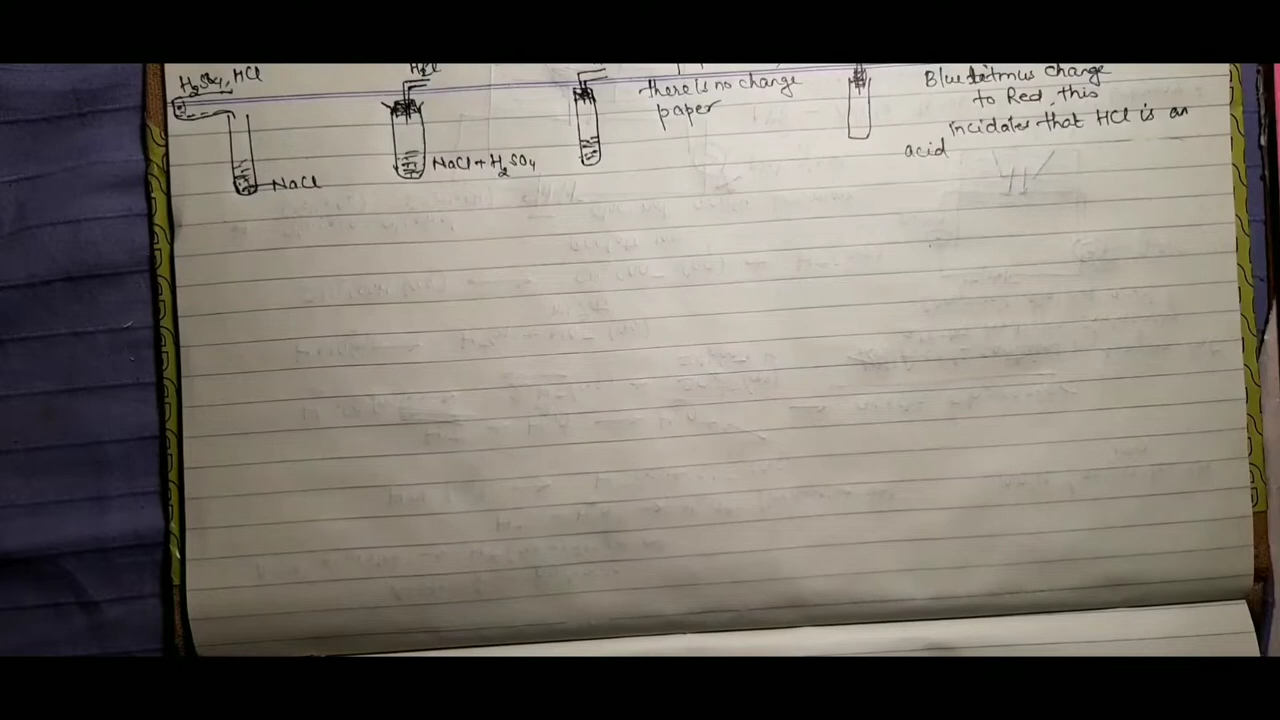 H₂SO₄, HCl
NaCl
HCl
NaCl + H₂SO₄
there is no change
paper
Blue litmus change
to Red, this
incidates that HCl is an
acid